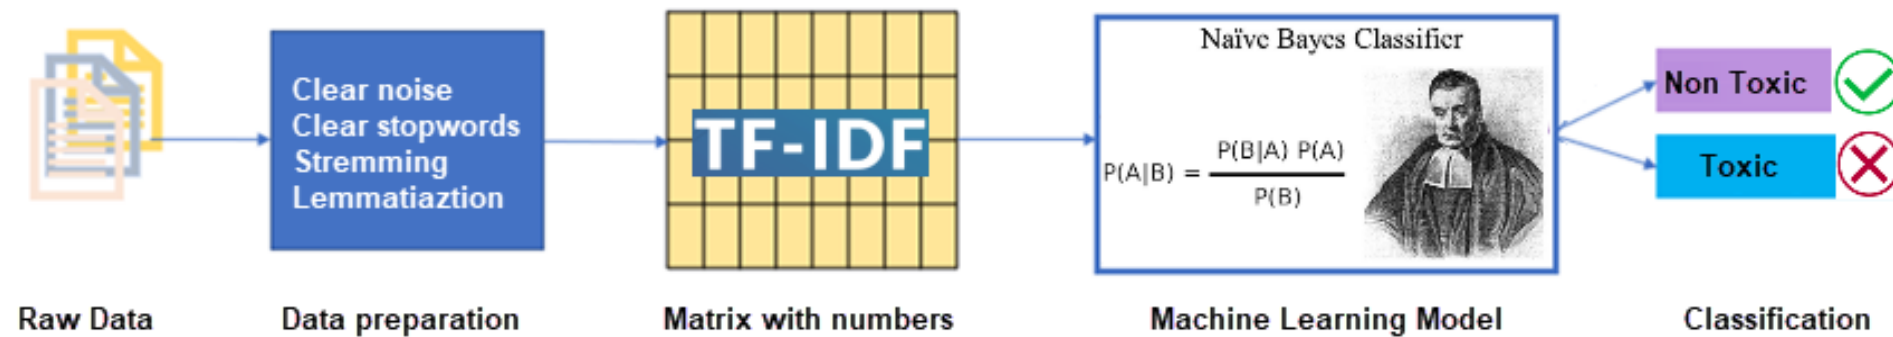 Clear noise
Clear stopwords
Stremming
Lemmatiaztion
TF-IDF
Naïve Bayes Classifier
P(A|B) = P(B|A) P(A)
P(B)
Non Toxic
Toxic
Raw Data
Data preparation
Matrix with numbers
Machine Learning Model
Classification